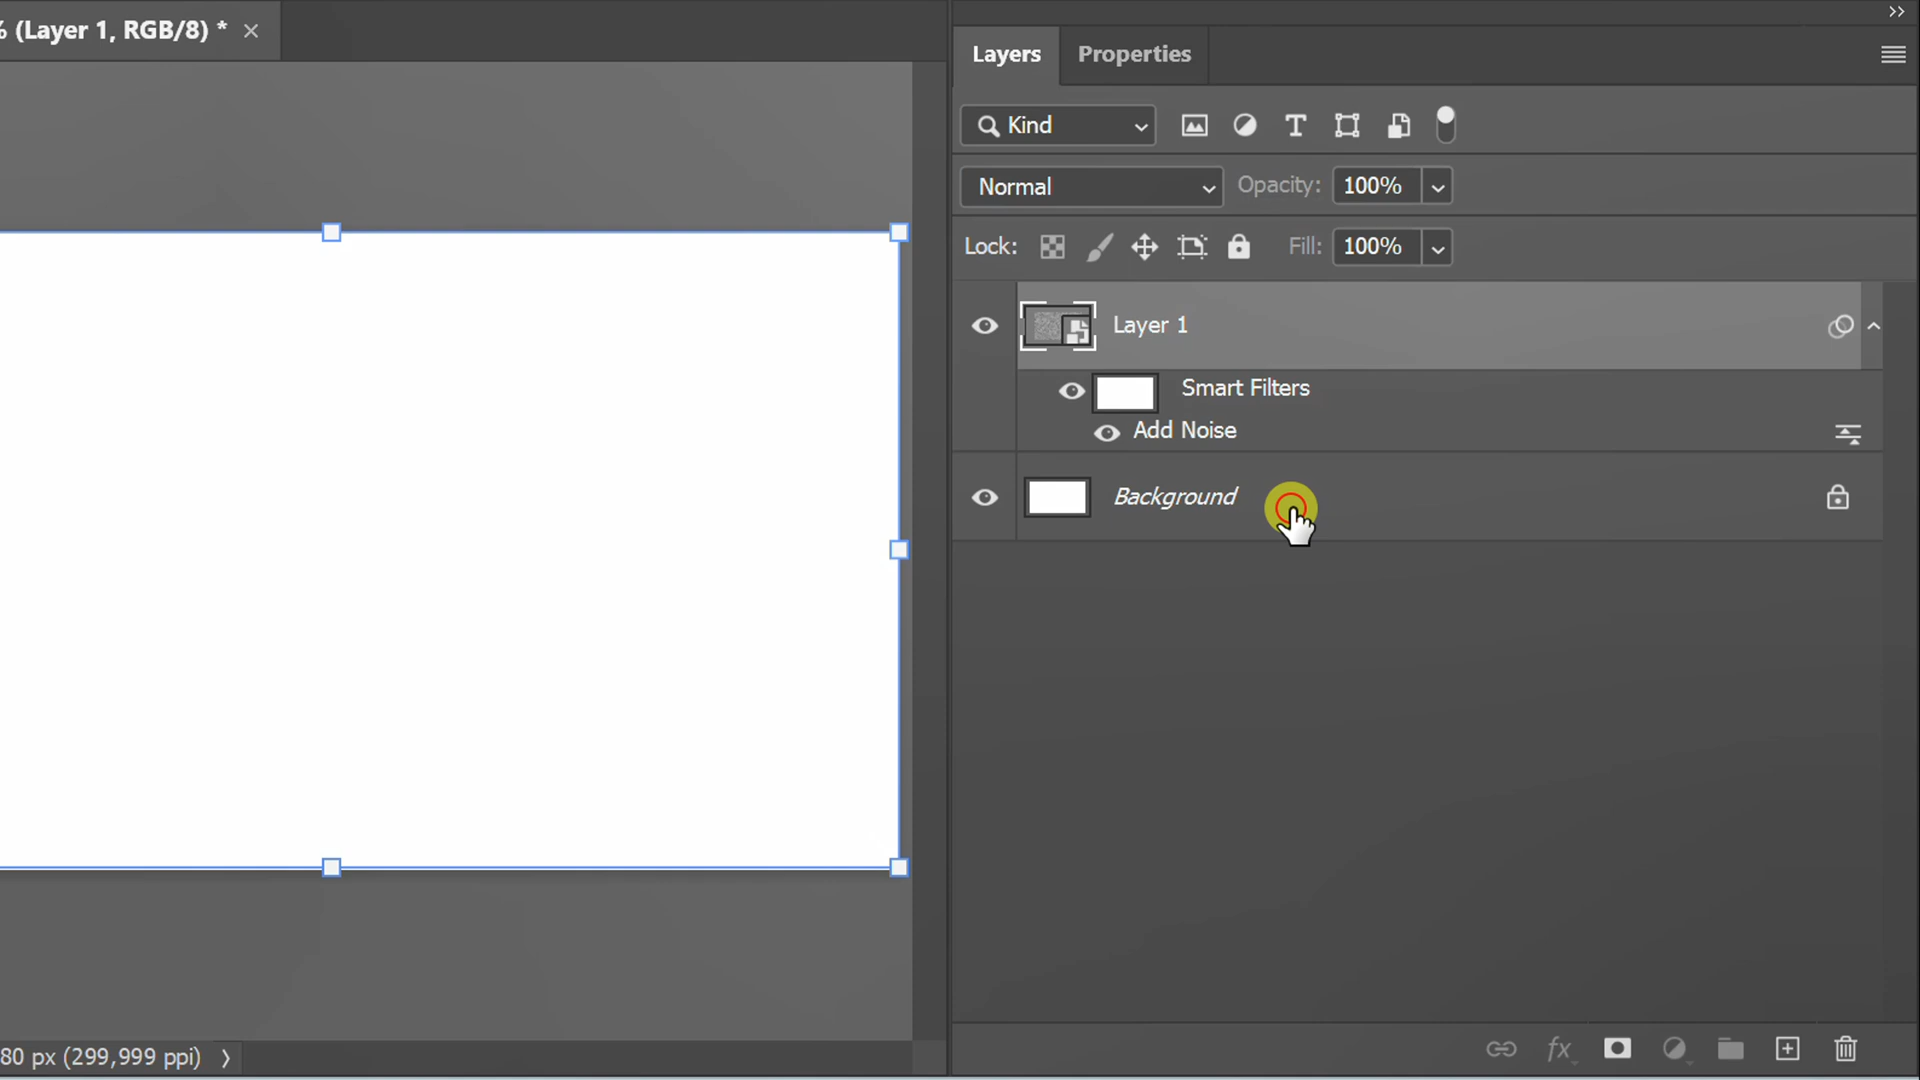 % (Layer 1, RGB/8) *
Layers
Properties
Kind
Normal
Opacity:
100%
Lock:
Fill:
100%
Layer 1
Smart Filters
Add Noise
Background
80 px (299,999 ppi)
fx